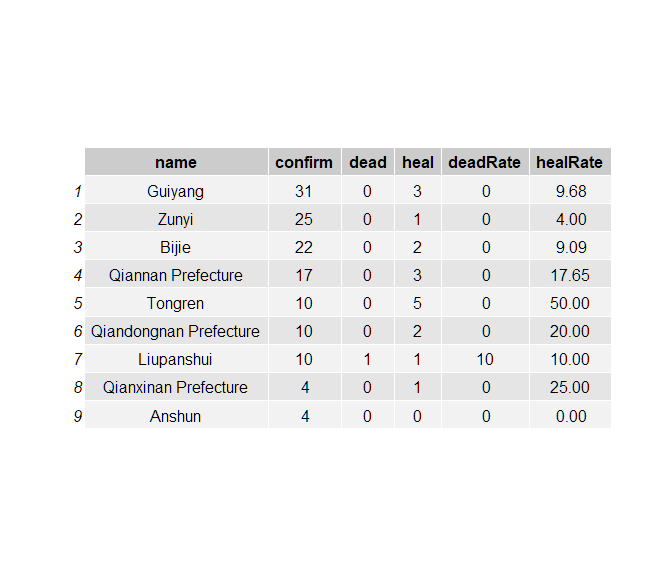 name confirm dead heal deadRate healRate
1 Guiyang 31 0 3 0 9.68
2 Zunyi 25 0 1 0 4.00
3 Bijie 22 0 2 0 9.09
4 Qiannan Prefecture 17 0 3 0 17.65
5 Tongren 10 0 5 0 50.00
6 Qiandongnan Prefecture 10 0 2 0 20.00
7 Liupanshui 10 1 1 10 10.00
8 Qianxinan Prefecture 4 0 1 0 25.00
9 Anshun 4 0 0 0 0.00